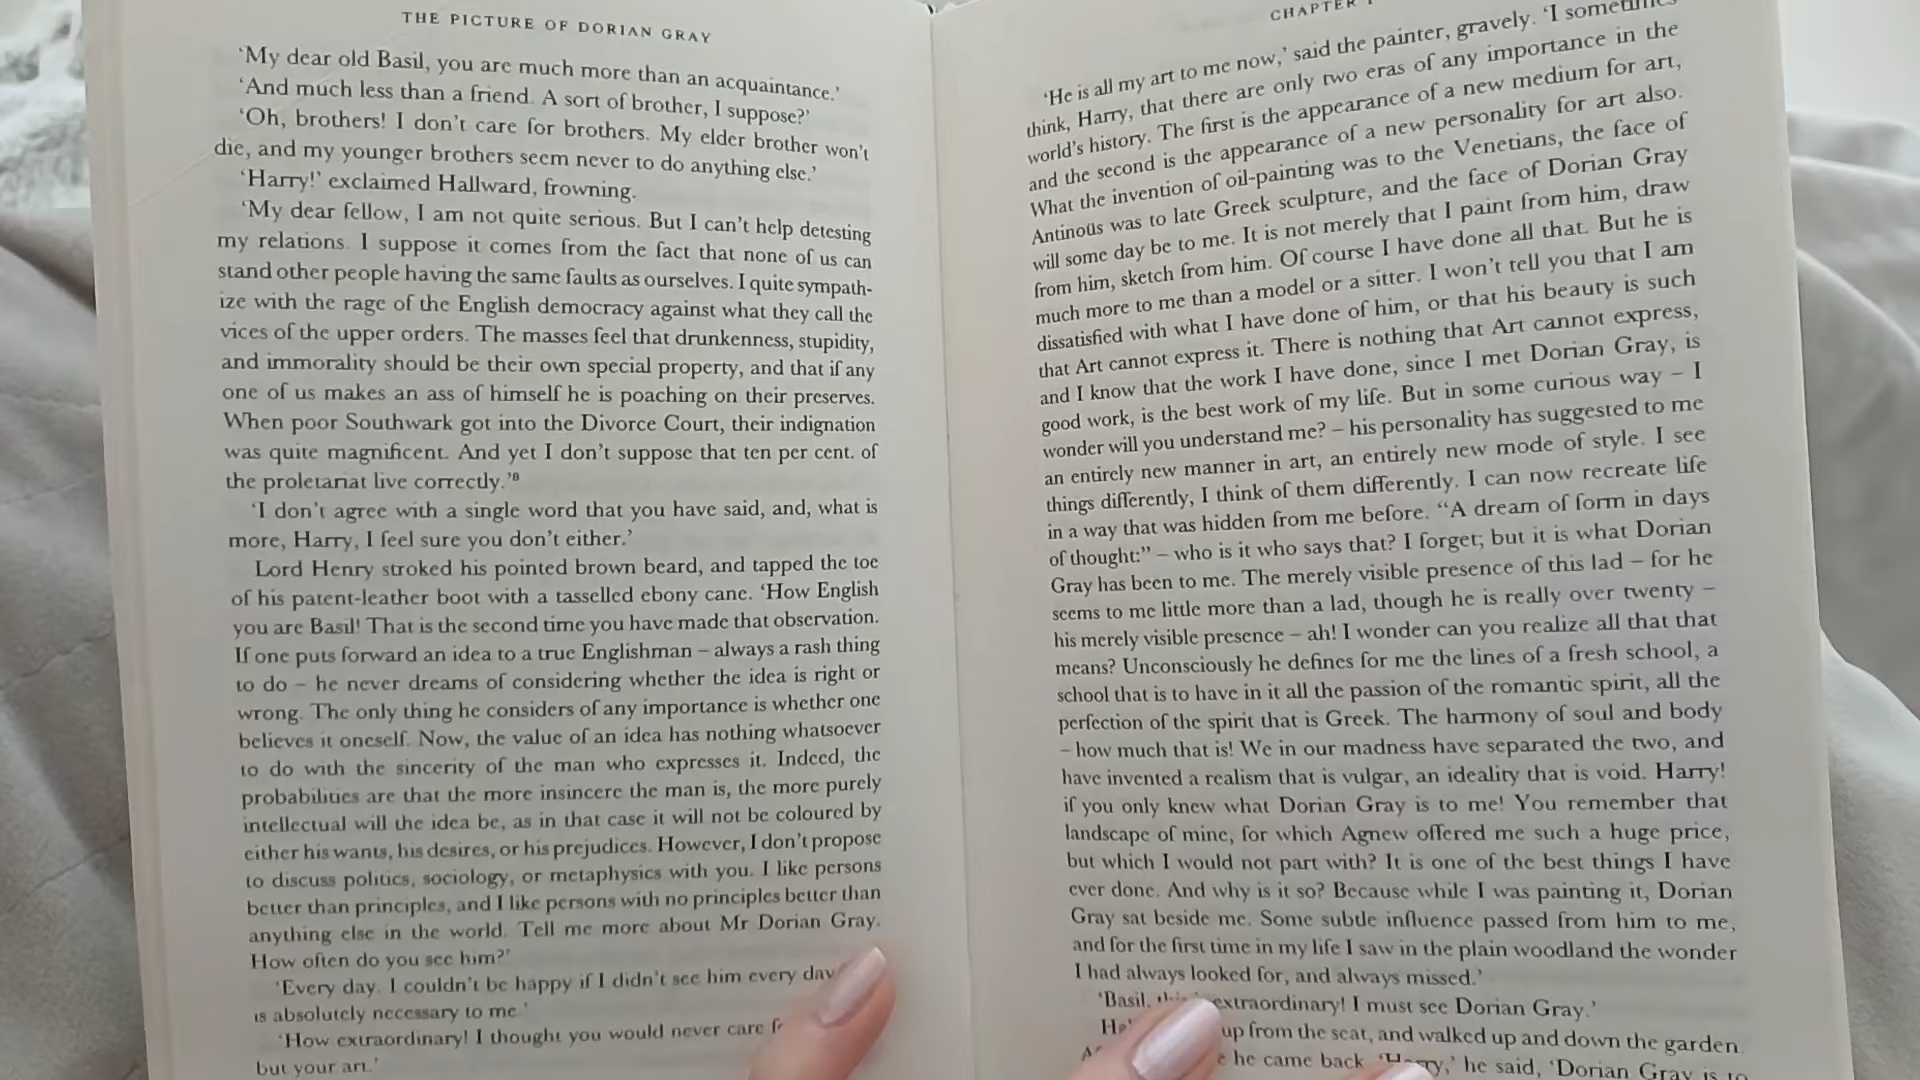 THE PICTURE OF DORIAN GRAY
‘My dear old Basil, you are much more than an acquaintance.’
‘And much less than a friend. A sort of brother, I suppose?’
‘Oh, brothers! I don’t care for brothers. My elder brother won’t
die, and my younger brothers seem never to do anything else.’
‘Harry!’ exclaimed Hallward, frowning.
‘My dear fellow, I am not quite serious. But I can’t help detesting
my relations. I suppose it comes from the fact that none of us can
stand other people having the same faults as ourselves. I quite sympath-
ize with the rage of the English democracy against what they call the
vices of the upper orders. The masses feel that drunkenness, stupidity,
and immorality should be their own special property, and that if any
one of us makes an ass of himself he is poaching on their preserves.
When poor Southwark got into the Divorce Court, their indignation
was quite magnificent. And yet I don’t suppose that ten per cent. of
the proletariat live correctly.’⁸
‘I don’t agree with a single word that you have said, and, what is
more, Harry, I feel sure you don’t either.’
Lord Henry stroked his pointed brown beard, and tapped the toe
of his patent-leather boot with a tasselled ebony cane. ‘How English
you are Basil! That is the second time you have made that observation.
If one puts forward an idea to a true Englishman – always a rash thing
to do – he never dreams of considering whether the idea is right or
wrong. The only thing he considers of any importance is whether one
believes it oneself. Now, the value of an idea has nothing whatsoever
to do with the sincerity of the man who expresses it. Indeed, the
probabilities are that the more insincere the man is, the more purely
intellectual will the idea be, as in that case it will not be coloured by
either his wants, his desires, or his prejudices. However, I don’t propose
to discuss politics, sociology, or metaphysics with you. I like persons
better than principles, and I like persons with no principles better than
anything else in the world. Tell me more about Mr Dorian Gray.
How often do you see him?’
‘Every day. I couldn’t be happy if I didn’t see him every day
is absolutely necessary to me.’
‘How extraordinary! I thought you would never care
but your art.’
CHAPTER
‘He is all my art to me now,’ said the painter, gravely. ‘I sometimes
think, Harry, that there are only two eras of any importance in the
world’s history. The first is the appearance of a new medium for art,
and the second is the appearance of a new personality for art also.
What the invention of oil-painting was to the Venetians, the face of
Antinoüs was to late Greek sculpture, and the face of Dorian Gray
will some day be to me. It is not merely that I paint from him, draw
from him, sketch from him. Of course I have done all that. But he is
much more to me than a model or a sitter. I won’t tell you that I am
dissatisfied with what I have done of him, or that his beauty is such
that Art cannot express it. There is nothing that Art cannot express,
and I know that the work I have done, since I met Dorian Gray, is
good work, is the best work of my life. But in some curious way – I
wonder will you understand me? – his personality has suggested to me
an entirely new manner in art, an entirely new mode of style. I see
things differently, I think of them differently. I can now recreate life
in a way that was hidden from me before. “A dream of form in days
of thought:” – who is it who says that? I forget; but it is what Dorian
Gray has been to me. The merely visible presence of this lad – for he
seems to me little more than a lad, though he is really over twenty –
his merely visible presence – ah! I wonder can you realize all that that
means? Unconsciously he defines for me the lines of a fresh school, a
school that is to have in it all the passion of the romantic spirit, all the
perfection of the spirit that is Greek. The harmony of soul and body
– how much that is! We in our madness have separated the two, and
have invented a realism that is vulgar, an ideality that is void. Harry!
if you only knew what Dorian Gray is to me! You remember that
landscape of mine, for which Agnew offered me such a huge price,
but which I would not part with? It is one of the best things I have
ever done. And why is it so? Because while I was painting it, Dorian
Gray sat beside me. Some subtle influence passed from him to me,
and for the first time in my life I saw in the plain woodland the wonder
I had always looked for, and always missed.’
‘Basil, extraordinary! I must see Dorian Gray.’
up from the seat, and walked up and down the garden.
he came back. ‘Harry,’ he said, ‘Dorian Gray is to